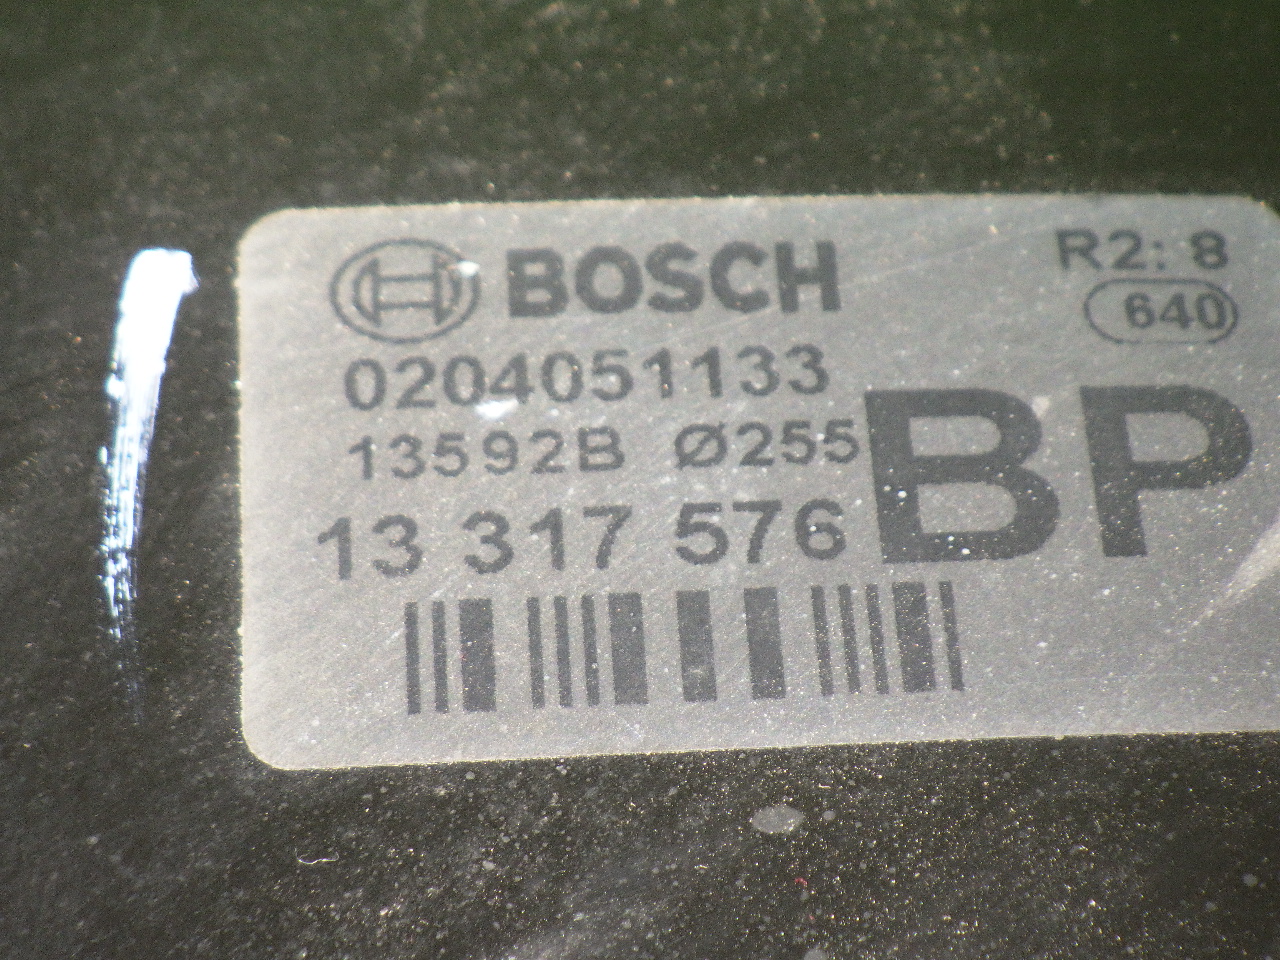 BOSCH
R2: 8
640
0204051133
13592B Ø255
BP
13 317 576